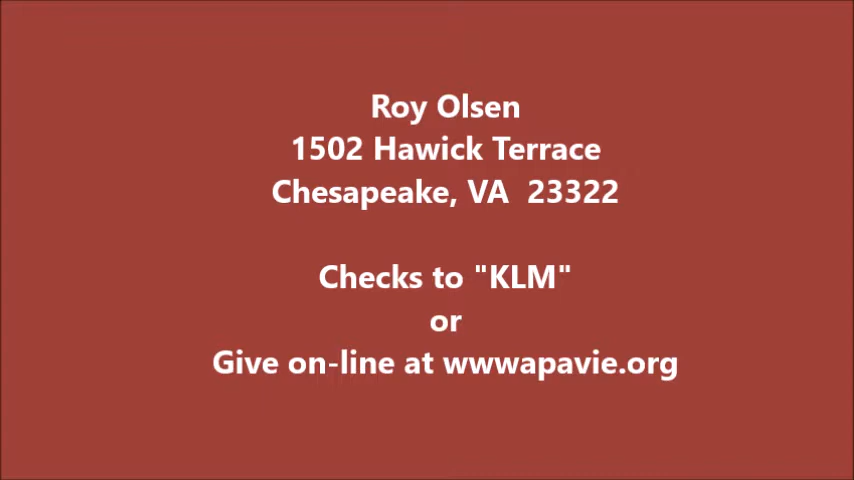 Roy Olsen
1502 Hawick Terrace
Chesapeake, VA  23322
Checks to "KLM"
or
Give on-line at wwwapavie.org